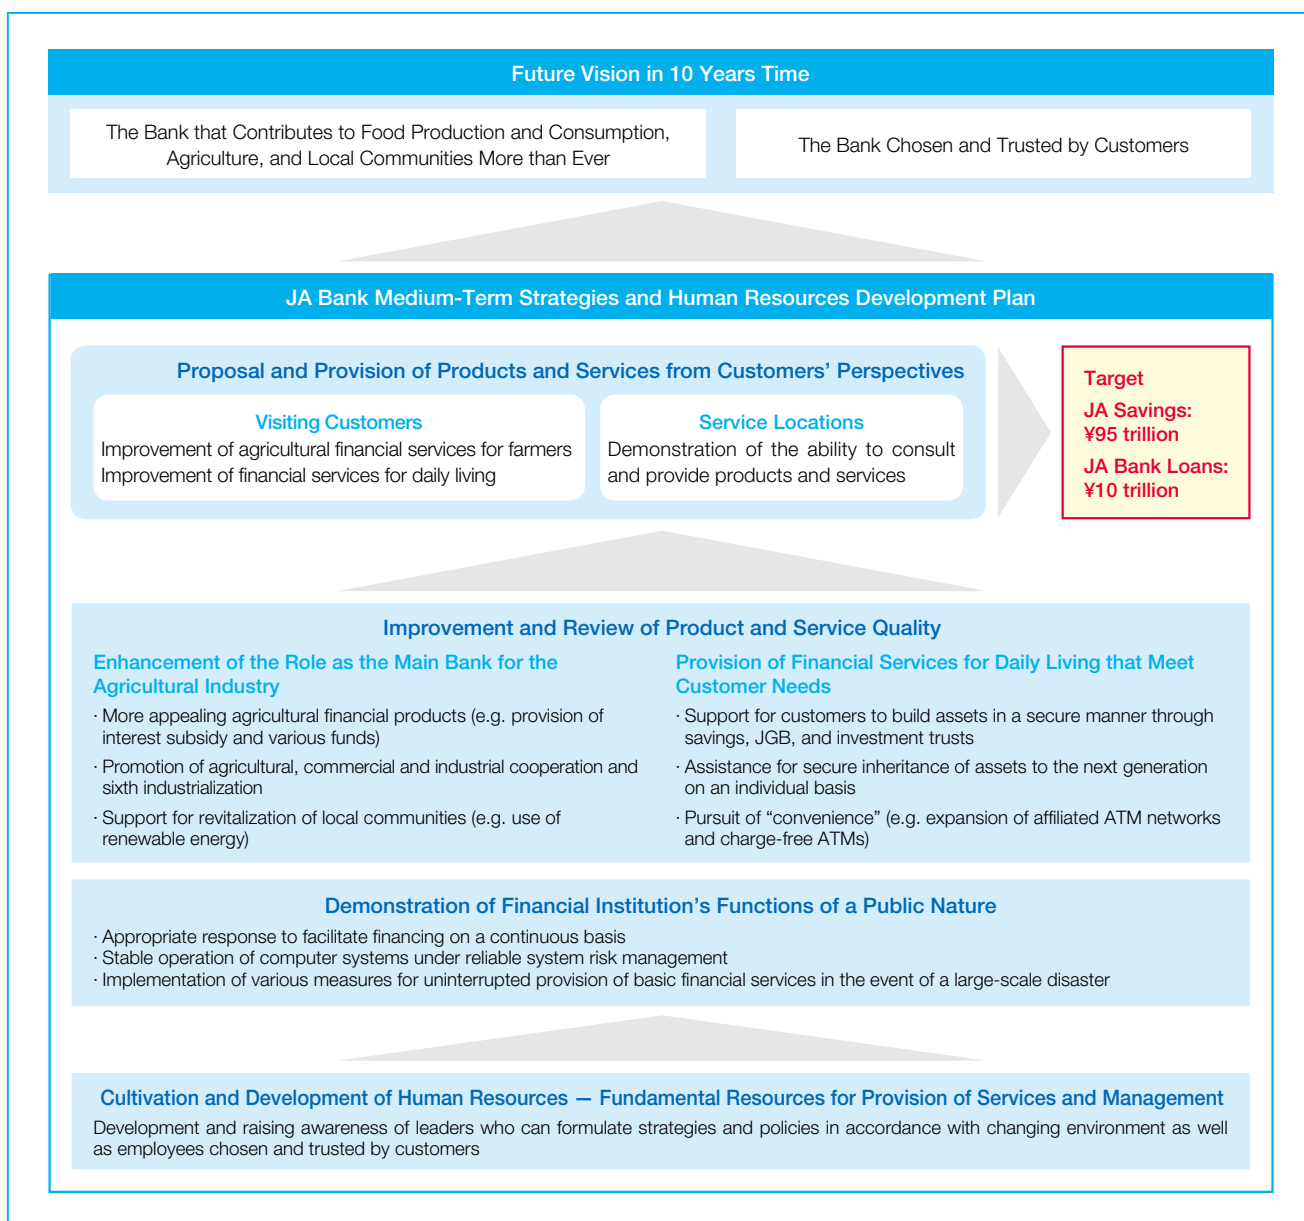 Future Vision in 10 Years Time
The Bank that Contributes to Food Production and Consumption,
Agriculture, and Local Communities More than Ever
The Bank Chosen and Trusted by Customers
JA Bank Medium-Term Strategies and Human Resources Development Plan
Proposal and Provision of Products and Services from Customers’ Perspectives
Visiting Customers
Improvement of agricultural financial services for farmers
Improvement of financial services for daily living
Service Locations
Demonstration of the ability to consult
and provide products and services
Target
JA Savings:
¥95 trillion
JA Bank Loans:
¥10 trillion
Improvement and Review of Product and Service Quality
Enhancement of the Role as the Main Bank for the
Agricultural Industry
· More appealing agricultural financial products (e.g. provision of
interest subsidy and various funds)
· Promotion of agricultural, commercial and industrial cooperation and
sixth industrialization
· Support for revitalization of local communities (e.g. use of
renewable energy)
Provision of Financial Services for Daily Living that Meet
Customer Needs
· Support for customers to build assets in a secure manner through
savings, JGB, and investment trusts
· Assistance for secure inheritance of assets to the next generation
on an individual basis
· Pursuit of “convenience” (e.g. expansion of affiliated ATM networks
and charge-free ATMs)
Demonstration of Financial Institution’s Functions of a Public Nature
· Appropriate response to facilitate financing on a continuous basis
· Stable operation of computer systems under reliable system risk management
· Implementation of various measures for uninterrupted provision of basic financial services in the event of a large-scale disaster
Cultivation and Development of Human Resources — Fundamental Resources for Provision of Services and Management
Development and raising awareness of leaders who can formulate strategies and policies in accordance with changing environment as well
as employees chosen and trusted by customers